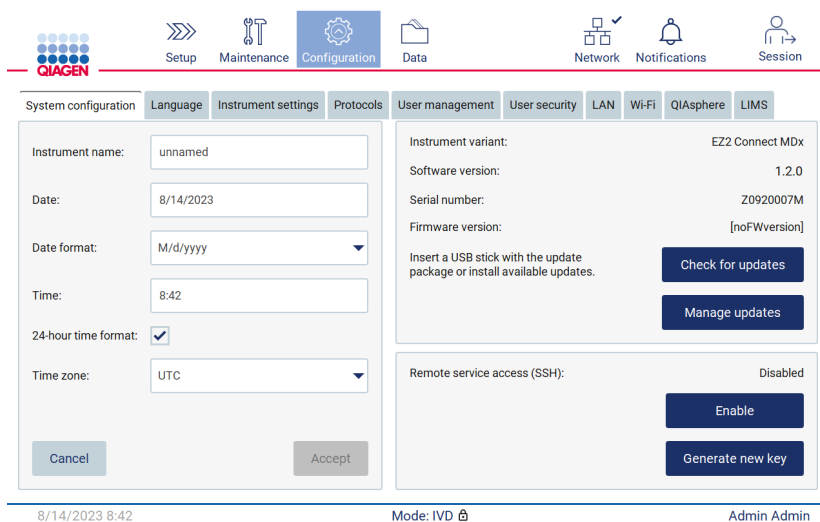 QIAGEN
Setup
Maintenance
Configuration
Data
Network
Notifications
Session
System configuration
Language
Instrument settings
Protocols
User management
User security
LAN
Wi-Fi
QIAsphere
LIMS
Instrument name:
unnamed
Date:
8/14/2023
Date format:
M/d/yyyy
Time:
8:42
24-hour time format:
Time zone:
UTC
Cancel
Accept
Instrument variant:
EZ2 Connect MDx
Software version:
1.2.0
Serial number:
Z0920007M
Firmware version:
[noFWversion]
Insert a USB stick with the update
package or install available updates.
Check for updates
Manage updates
Remote service access (SSH):
Disabled
Enable
Generate new key
8/14/2023 8:42
Mode: IVD
Admin Admin